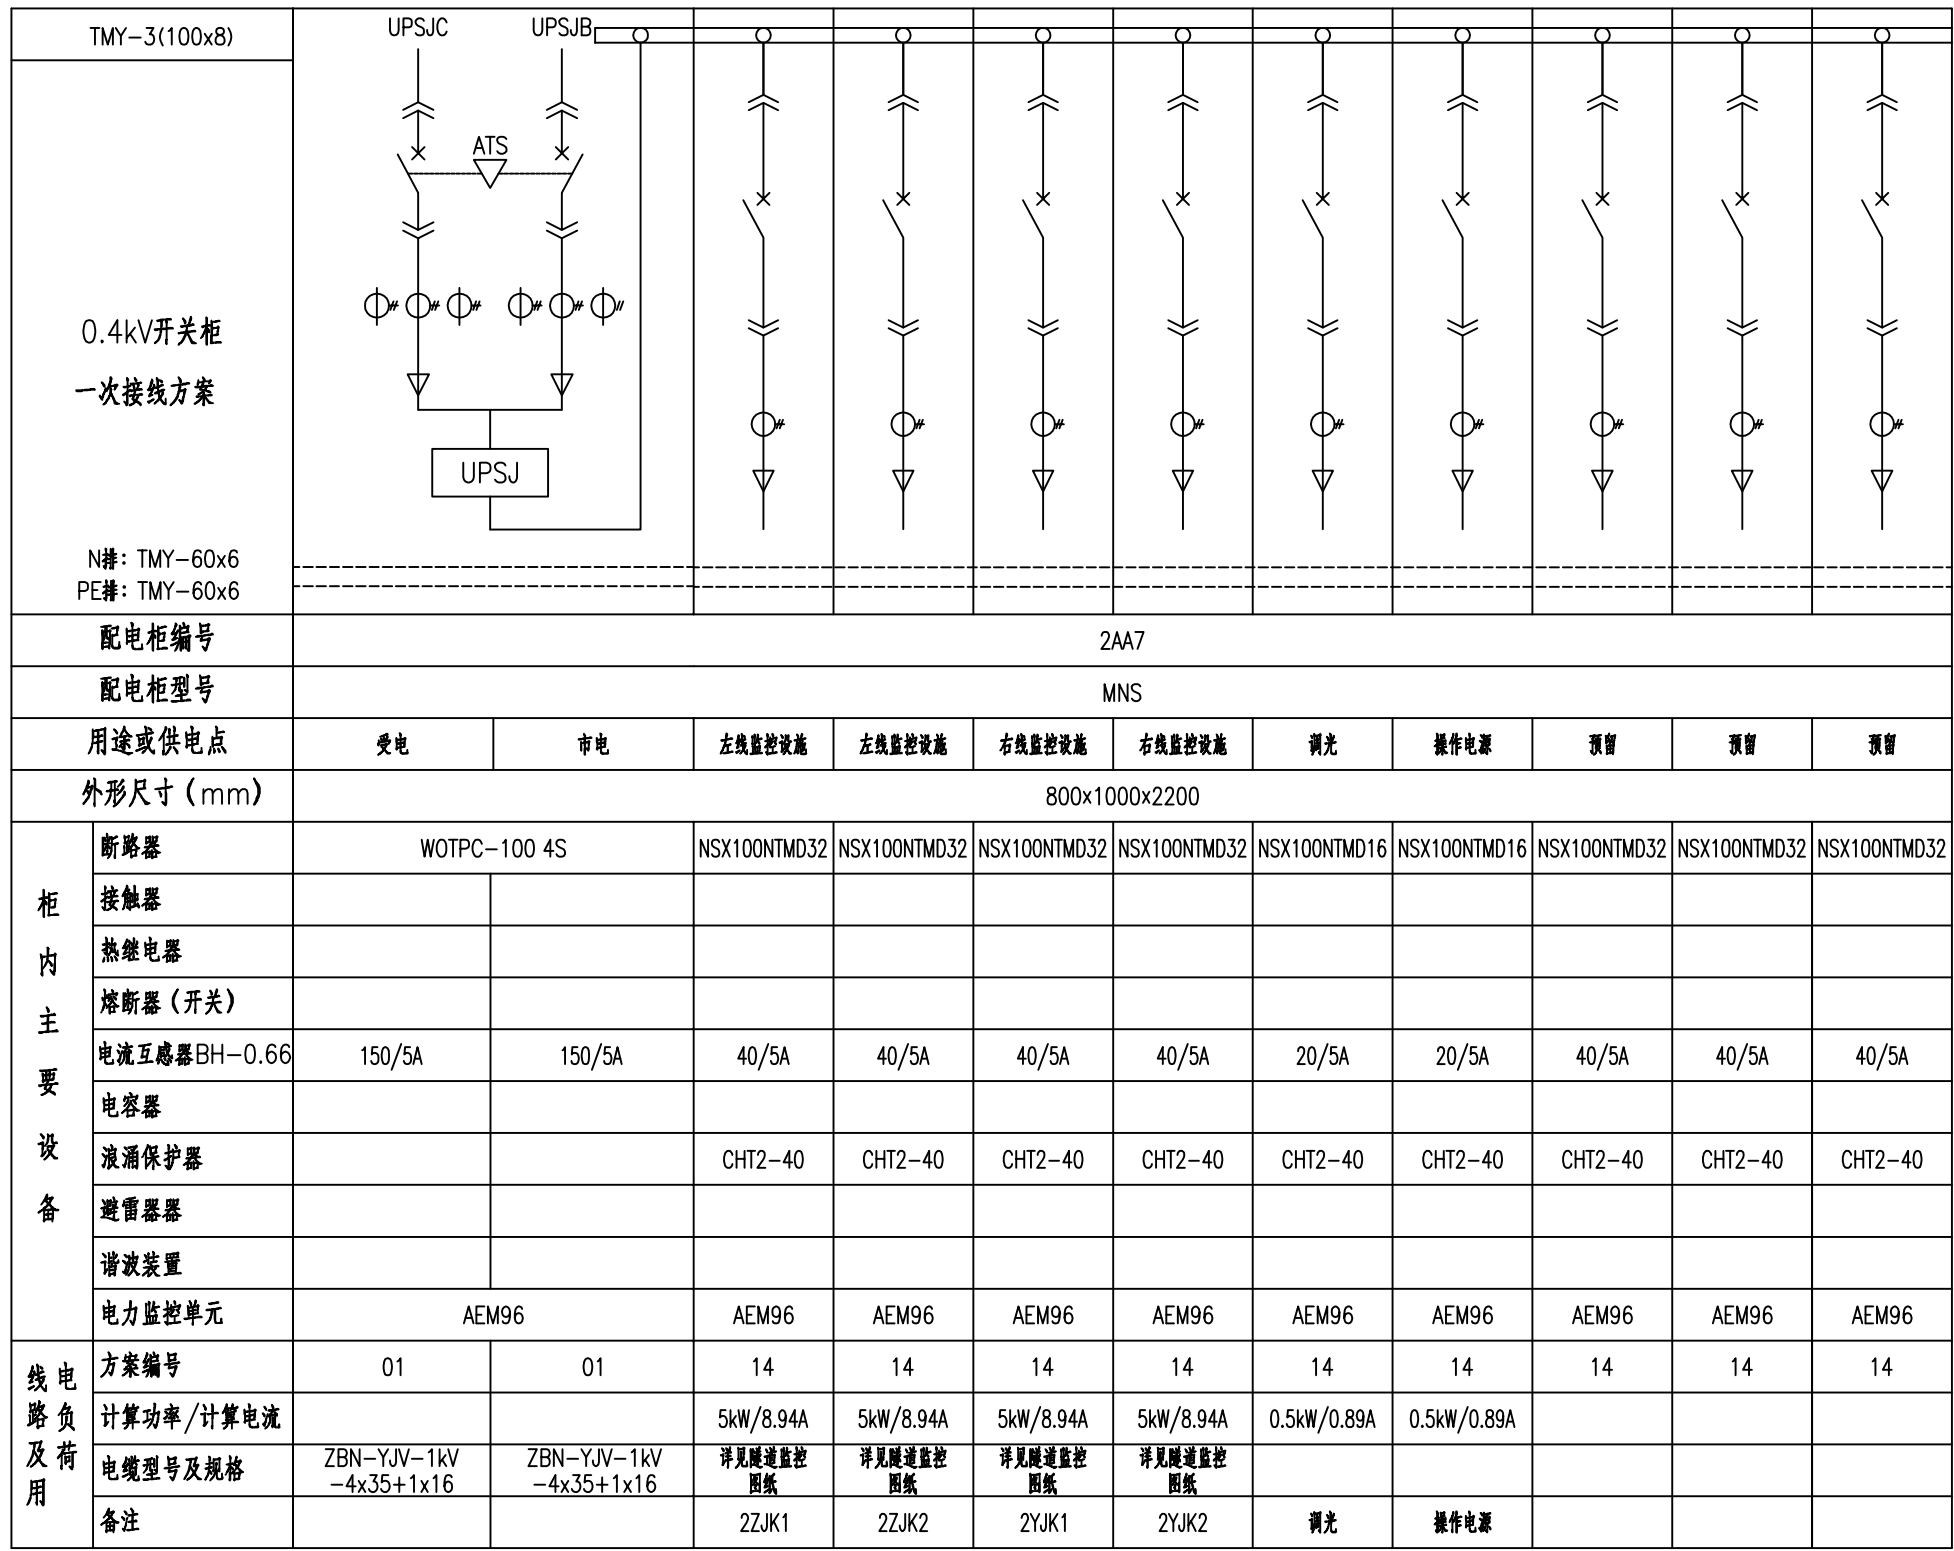 TMY-3(100x8)
UPSJC
UPSJB
ATS
UPSJ
0.4kV开关柜
一次接线方案
N排：TMY-60x6
PE排：TMY-60x6
配电柜编号 2AA7
配电柜型号 MNS
用途或供电点 受电 市电 左线监控设施 左线监控设施 右线监控设施 右线监控设施 调光 操作电源 预留 预留 预留
外形尺寸（mm） 800x1000x2200
柜内主要设备
断路器 WOTPC-100 4S NSX100NTMD32 NSX100NTMD32 NSX100NTMD32 NSX100NTMD32 NSX100NTMD16 NSX100NTMD16 NSX100NTMD32 NSX100NTMD32 NSX100NTMD32
接触器
热继电器
熔断器（开关）
电流互感器BH-0.66 150/5A 150/5A 40/5A 40/5A 40/5A 40/5A 20/5A 20/5A 40/5A 40/5A 40/5A
电容器
浪涌保护器 CHT2-40 CHT2-40 CHT2-40 CHT2-40 CHT2-40 CHT2-40 CHT2-40 CHT2-40 CHT2-40
避雷器器
谐波装置
电力监控单元 AEM96 AEM96 AEM96 AEM96 AEM96 AEM96 AEM96 AEM96 AEM96 AEM96
线路及用
电负荷
方案编号 01 01 14 14 14 14 14 14 14 14 14
计算功率/计算电流 5kW/8.94A 5kW/8.94A 5kW/8.94A 5kW/8.94A 0.5kW/0.89A 0.5kW/0.89A
电缆型号及规格 ZBN-YJV-1kV ZBN-YJV-1kV 详见隧道监控 详见隧道监控 详见隧道监控 详见隧道监控
-4x35+1x16 -4x35+1x16 图纸 图纸 图纸 图纸
备注 2ZJK1 2ZJK2 2YJK1 2YJK2 调光 操作电源